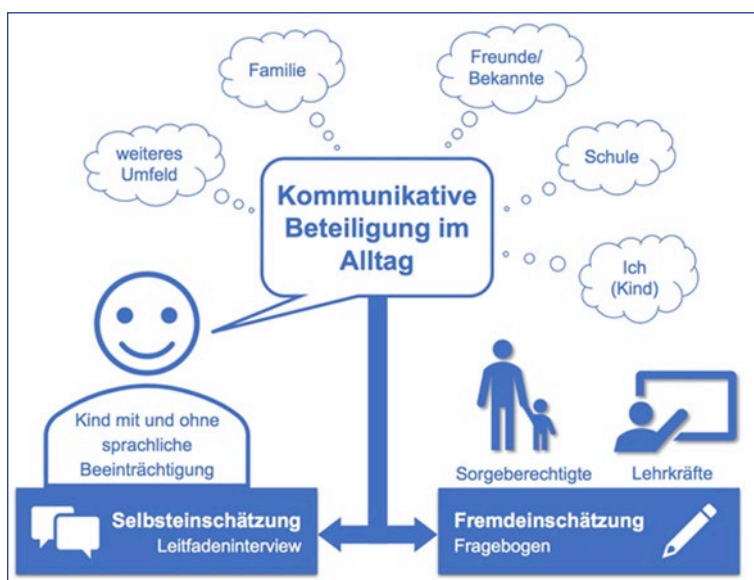 Familie
Freunde/
Bekannte
weiteres
Umfeld
Schule
Kommunikative
Beteiligung im
Alltag
Ich
(Kind)
Kind mit und ohne
sprachliche
Beeinträchtigung
Sorgeberechtigte
Lehrkräfte
Selbsteinschätzung
Leitfadeninterview
Fremdeinschätzung
Fragebogen